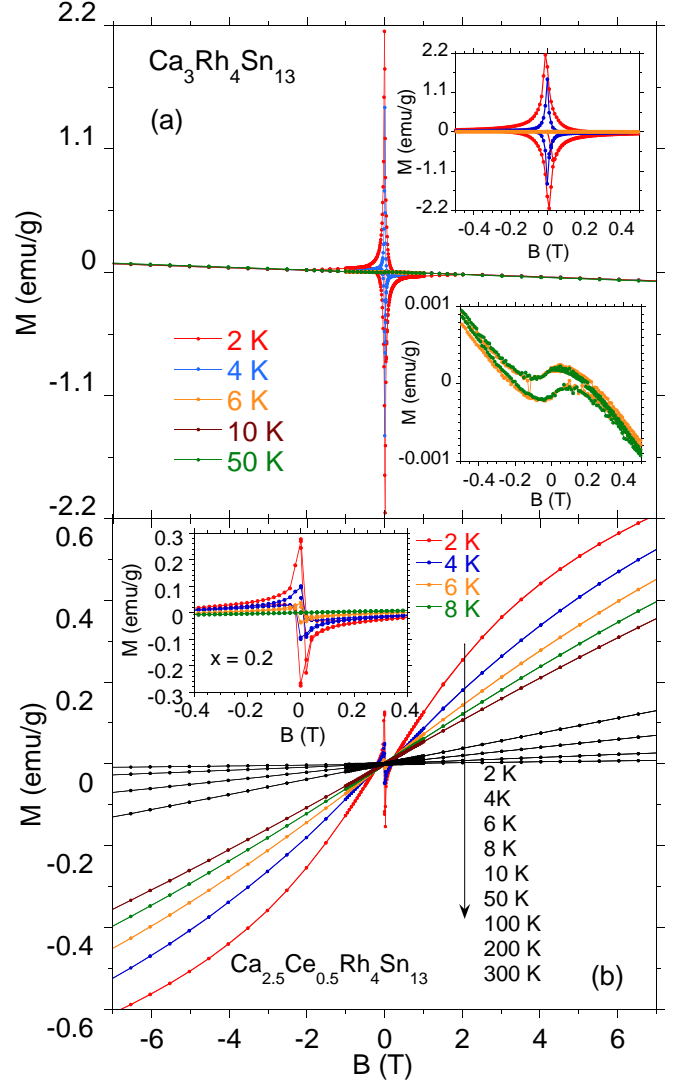 Ca3Rh4Sn13
(a)
M (emu/g)
2.2
1.1
0
-1.1
-2.2
2 K
4 K
6 K
10 K
50 K
M (emu/g)
2.2
1.1
0
-1.1
-2.2
-0.4 -0.2 0 0.2 0.4
B (T)
M (emu/g)
0.001
0
-0.001
-0.4 -0.2 0 0.2 0.4
B (T)
M (emu/g)
0.6
0.4
0.2
0
-0.2
-0.4
-0.6
M (emu/g)
0.3
0.2
0.1
0
-0.1
-0.2
-0.3
x = 0.2
-0.4 -0.2 0 0.2 0.4
B (T)
2 K
4 K
6 K
8 K
2 K
4K
6 K
8 K
10 K
50 K
100 K
200 K
300 K
Ca2.5Ce0.5Rh4Sn13
(b)
-6 -4 -2 0 2 4 6
B (T)